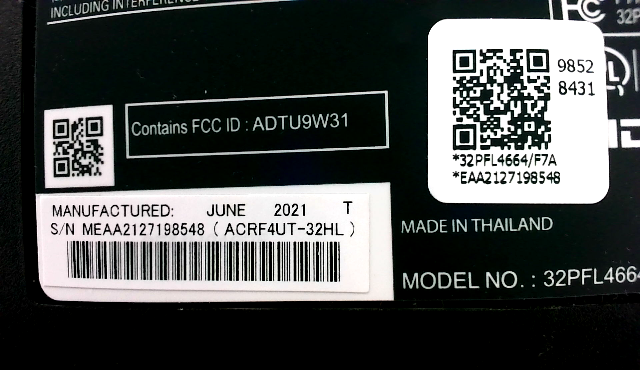 INCLUDING INTERFERENCE
9852
8431
Contains FCC ID : ADTU9W31
*32PFL4664/F7A
*EAA2127198548
MANUFACTURED: JUNE 2021 T
S/N MEAA2127198548 ( ACRF4UT-32HL )
MADE IN THAILAND
MODEL NO. : 32PFL4664